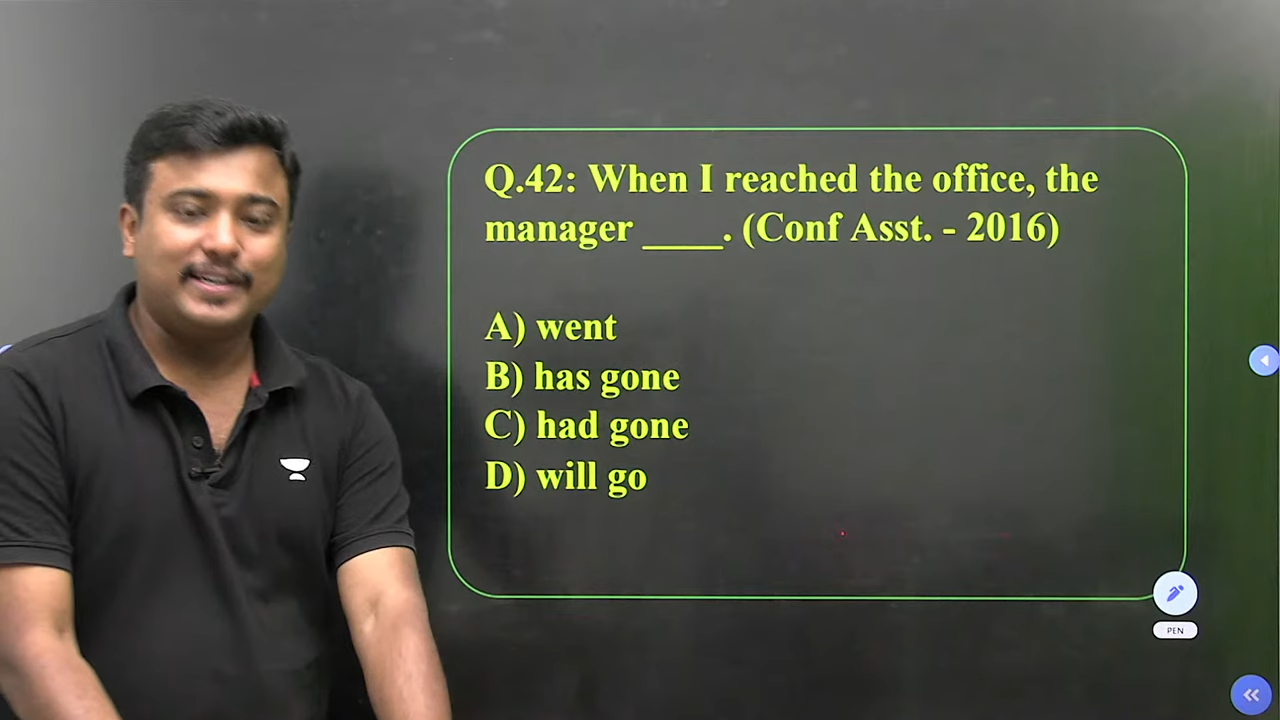 Q.42: When I reached the office, the
manager ____. (Conf Asst. - 2016)
A) went
B) has gone
C) had gone
D) will go
PEN